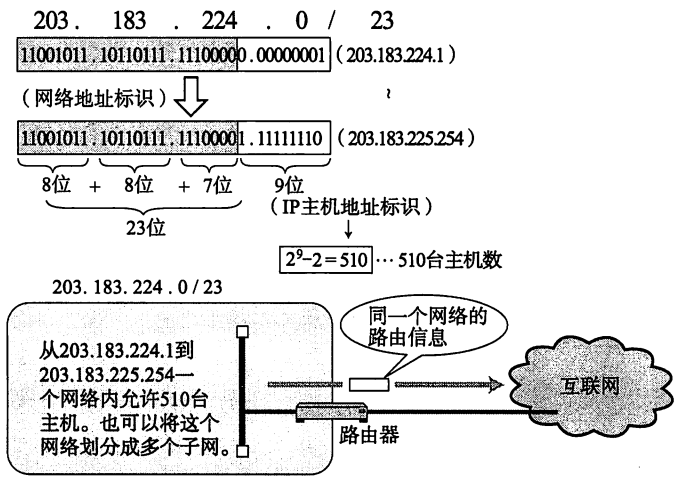 203. 183 . 224 . 0 / 23
11001011.10110111.11100000.00000001 (203.183.224.1)
(网络地址标识) ~
11001011.10110111.11100001.11111110 (203.183.225.254)
8位 + 8位 + 7位 9位
(IP主机地址标识)
23位
2⁹-2=510 …510台主机数
203.183.224.0/23
同一个网络的
路由信息
从203.183.224.1到
203.183.225.254一
个网络内允许510台
主机。也可以将这个
网络划分成多个子网。
互联网
路由器